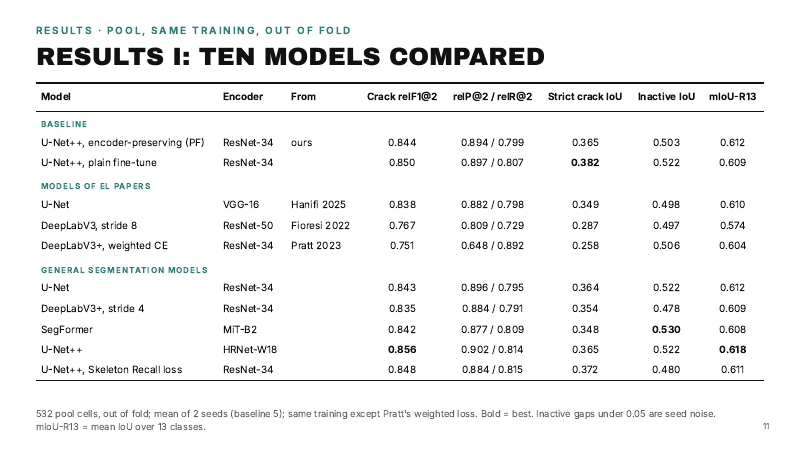 RESULTS · POOL, SAME TRAINING, OUT OF FOLD
RESULTS I: TEN MODELS COMPARED
Model Encoder From Crack relF1@2 relP@2 / relR@2 Strict crack IoU Inactive IoU mIoU-R13
BASELINE
U-Net++, encoder-preserving (PF) ResNet-34 ours 0.844 0.894 / 0.799 0.365 0.503 0.612
U-Net++, plain fine-tune ResNet-34 0.850 0.897 / 0.807 0.382 0.522 0.609
MODELS OF EL PAPERS
U-Net VGG-16 Hanifi 2025 0.838 0.882 / 0.798 0.349 0.498 0.610
DeepLabV3, stride 8 ResNet-50 Fioresi 2022 0.767 0.809 / 0.729 0.287 0.497 0.574
DeepLabV3+, weighted CE ResNet-34 Pratt 2023 0.751 0.648 / 0.892 0.258 0.506 0.604
GENERAL SEGMENTATION MODELS
U-Net ResNet-34 0.843 0.896 / 0.795 0.364 0.522 0.612
DeepLabV3+, stride 4 ResNet-34 0.835 0.884 / 0.791 0.354 0.478 0.609
SegFormer MiT-B2 0.842 0.877 / 0.809 0.348 0.530 0.608
U-Net++ HRNet-W18 0.856 0.902 / 0.814 0.365 0.522 0.618
U-Net++, Skeleton Recall loss ResNet-34 0.848 0.884 / 0.815 0.372 0.480 0.611
532 pool cells, out of fold; mean of 2 seeds (baseline 5); same training except Pratt's weighted loss. Bold = best. Inactive gaps under 0.05 are seed noise.
mIoU-R13 = mean IoU over 13 classes.
11